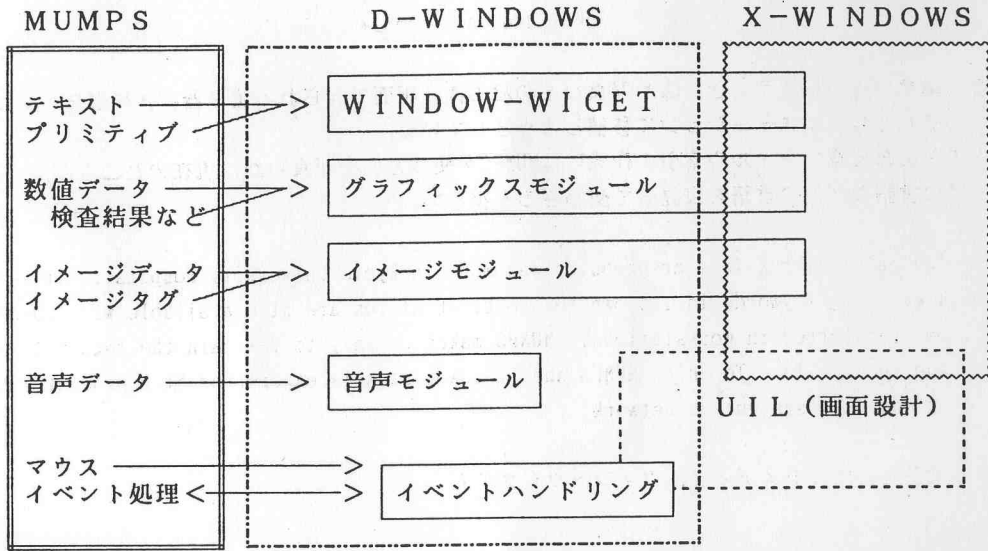 MUMPS
D-WINDOWS
X-WINDOWS
テキスト
プリミティブ
WINDOW-WIGET
数値データ
検査結果など
グラフィックスモジュール
イメージデータ
イメージタグ
イメージモジュール
音声データ
音声モジュール
UIL(画面設計)
マウス
イベント処理
イベントハンドリング